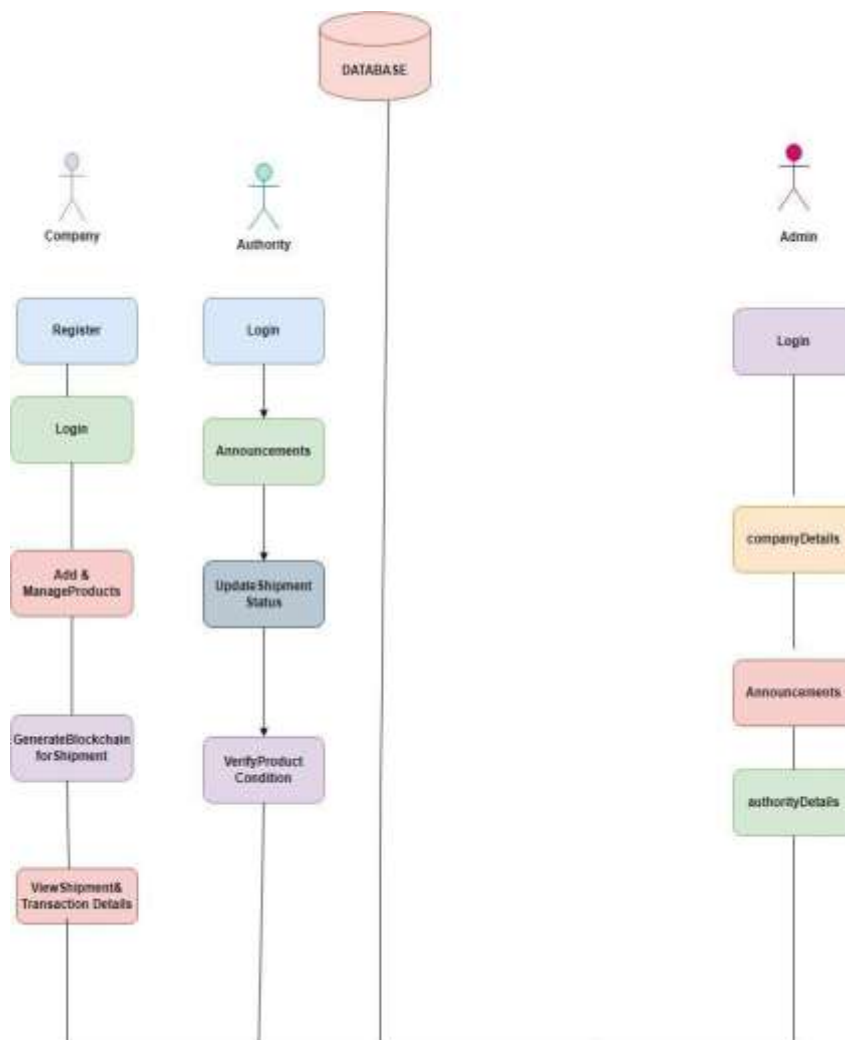 DATABASE
Company
Authority
Admin
Register
Login
Login
Login
Announcements
Add &
ManageProducts
UpdateShipment
Status
companyDetails
GenerateBlockchain
forShipment
VerifyProduct
Condition
Announcements
authorityDetails
ViewShipment&
Transaction Details